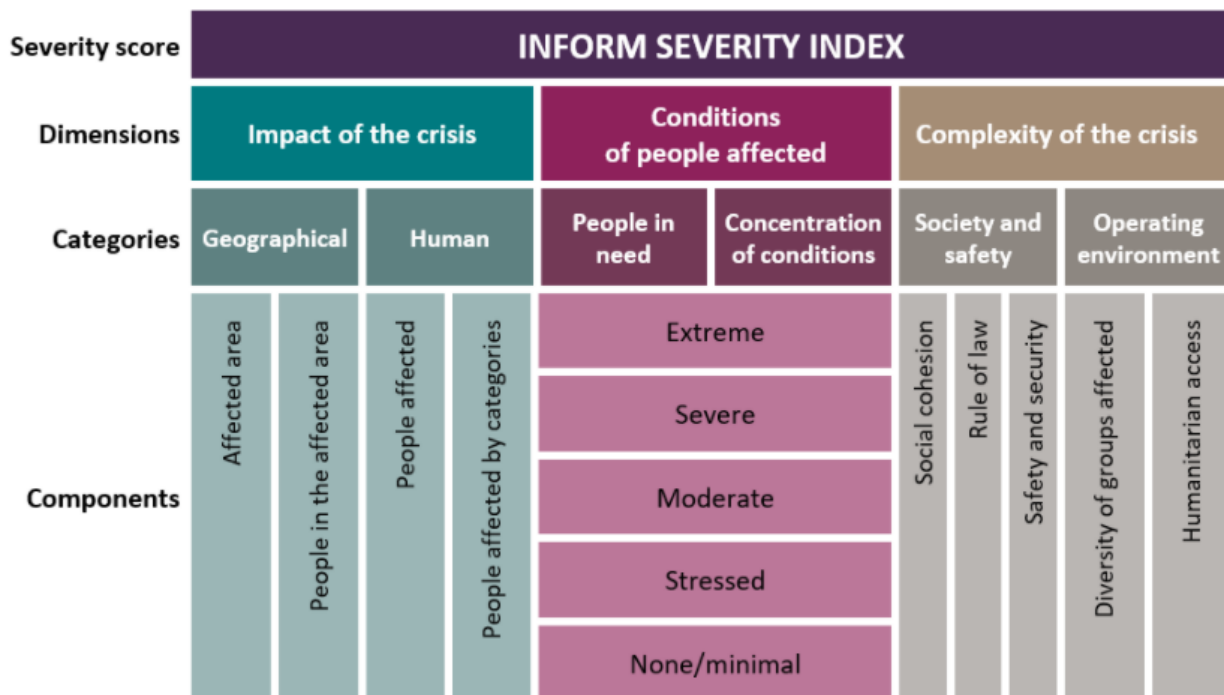 Severity score
INFORM SEVERITY INDEX
Dimensions
Impact of the crisis
Conditions
of people affected
Complexity of the crisis
Categories
Geographical
Human
People in
need
Concentration
of conditions
Society and
safety
Operating
environment
Components
Affected area
People in the affected area
People affected
People affected by categories
Extreme
Severe
Moderate
Stressed
None/minimal
Social cohesion
Rule of law
Safety and security
Diversity of groups affected
Humanitarian access